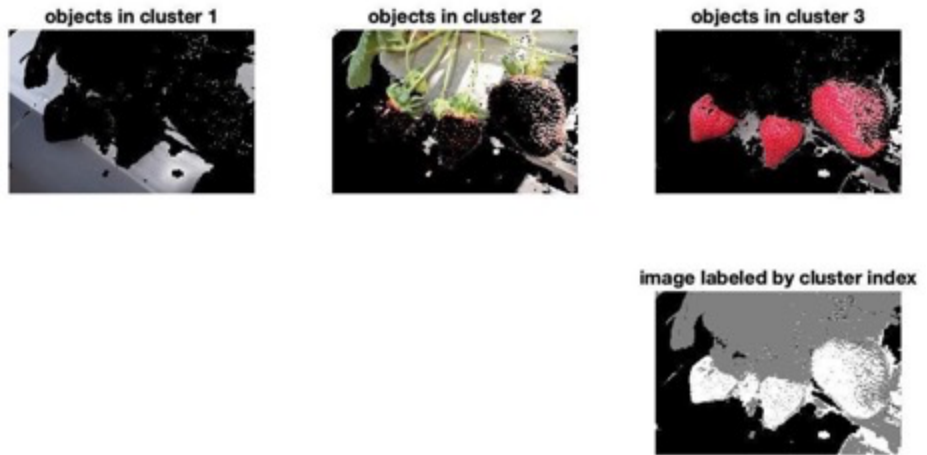 objects in cluster 1
objects in cluster 2
objects in cluster 3
image labeled by cluster index